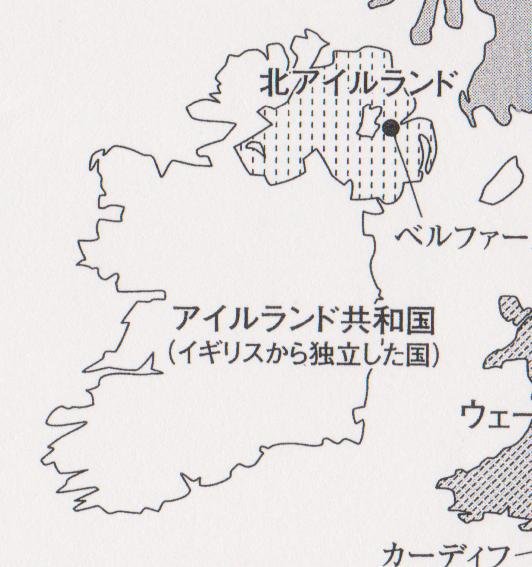 北アイルランド
ベルファー
アイルランド共和国
（イギリスから独立した国）
ウェー
カーディフ